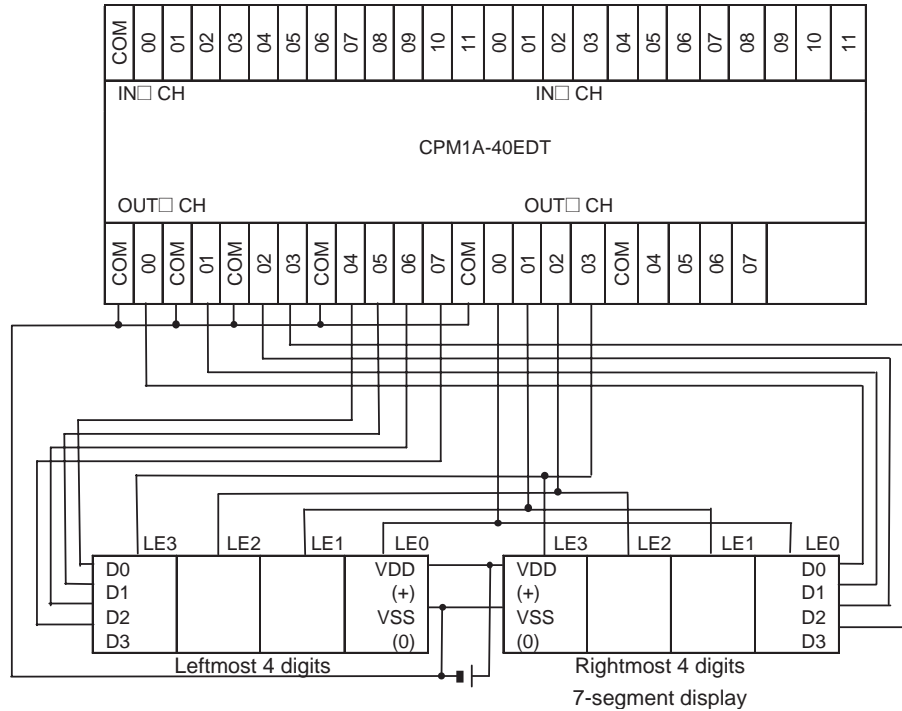 COM 00 01 02 03 04 05 06 07 08 09 10 11 00 01 02 03 04 05 06 07 08 09 10 11
IN□ CH IN□ CH
CPM1A-40EDT
OUT□ CH OUT□ CH
COM 00 COM 01 COM 02 03 COM 04 05 06 07 COM 00 01 02 03 COM 04 05 06 07
LE3 LE2 LE1 LE0 LE3 LE2 LE1 LE0
D0 VDD VDD D0
D1 (+) (+) D1
D2 VSS VSS D2
D3 (0) (0) D3
Leftmost 4 digits Rightmost 4 digits
7-segment display